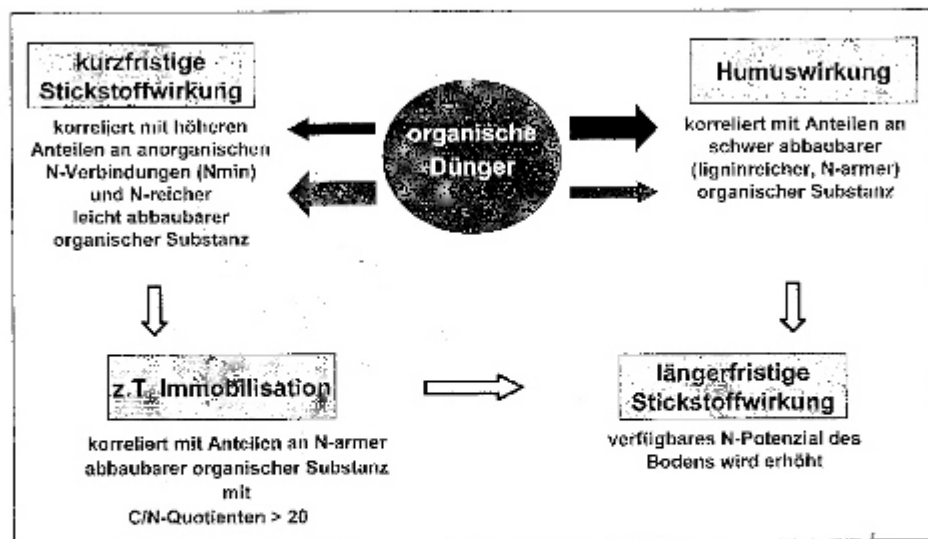 kurzfristige
Stickstoffwirkung
korreliert mit höheren
Anteilen an anorganischen
N-Verbindungen (Nmin)
und N-reicher
leicht abbaubarer
organischer Substanz
organische
Dünger
Humuswirkung
korreliert mit Anteilen an
schwer abbaubarer
(ligninreicher, N-armer)
organischer Substanz
z.T. Immobilisation
korreliert mit Anteilen an N-armer
abbaubarer organischer Substanz
mit
C/N-Quotienten > 20
längerfristige
Stickstoffwirkung
verfügbares N-Potenzial des
Bodens wird erhöht